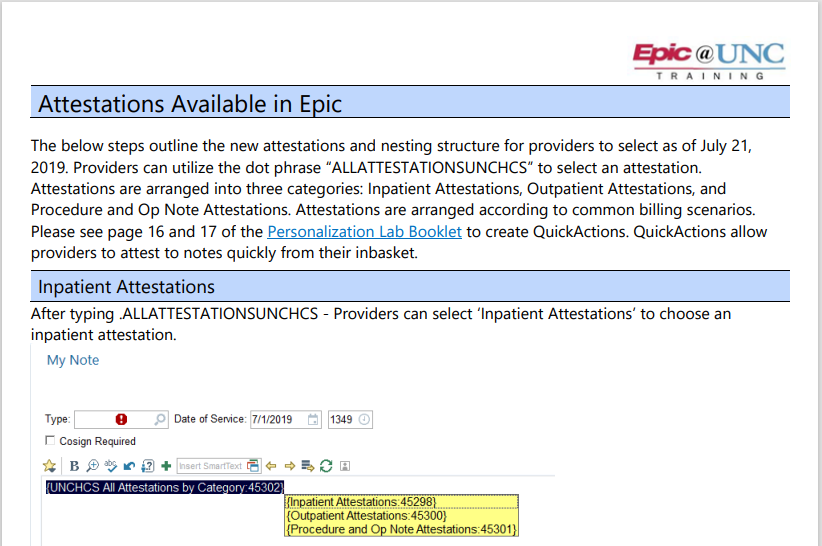 Epic@UNC
TRAINING
Attestations Available in Epic
The below steps outline the new attestations and nesting structure for providers to select as of July 21,
2019. Providers can utilize the dot phrase “ALLATTESTATIONSUNCHCS” to select an attestation.
Attestations are arranged into three categories: Inpatient Attestations, Outpatient Attestations, and
Procedure and Op Note Attestations. Attestations are arranged according to common billing scenarios.
Please see page 16 and 17 of the Personalization Lab Booklet to create QuickActions. QuickActions allow
providers to attest to notes quickly from their inbasket.
Inpatient Attestations
After typing .ALLATTESTATIONSUNCHCS - Providers can select ‘Inpatient Attestations’ to choose an
inpatient attestation.
My Note
Type: Date of Service: 7/1/2019 1349
Cosign Required
B abc Insert SmartText
{UNCHCS All Attestations by Category:45302}
{Inpatient Attestations:45298}
{Outpatient Attestations:45300}
{Procedure and Op Note Attestations:45301}